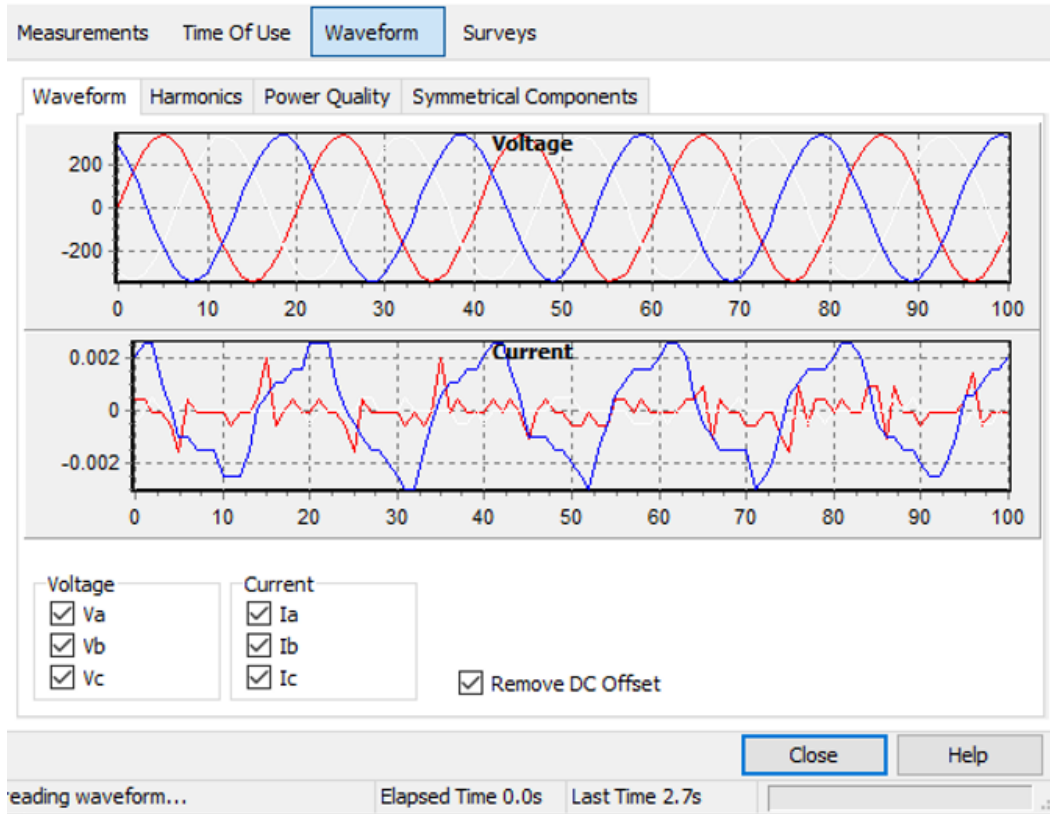 Measurements Time Of Use Waveform Surveys
Waveform Harmonics Power Quality Symmetrical Components
Voltage
200
0
-200
0 10 20 30 40 50 60 70 80 90 100
Current
0.002
0
-0.002
0 10 20 30 40 50 60 70 80 90 100
Voltage Current
Va Ia
Vb Ib
Vc Ic
Remove DC Offset
Close Help
reading waveform... Elapsed Time 0.0s Last Time 2.7s